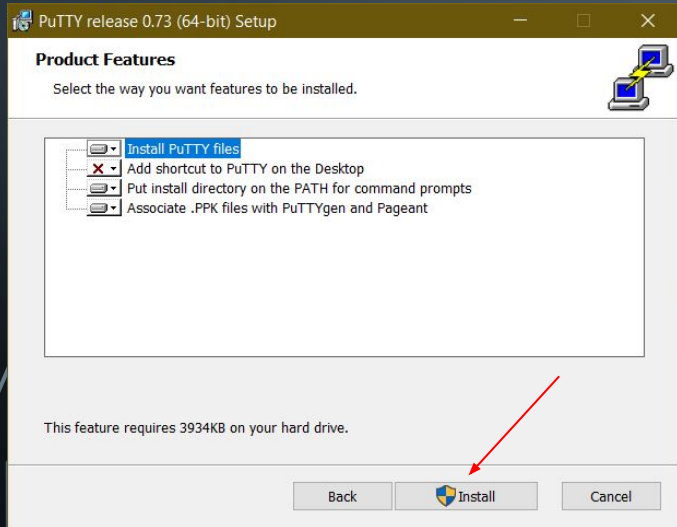 PuTTY release 0.73 (64-bit) Setup
Product Features
Select the way you want features to be installed.
Install PuTTY files
Add shortcut to PuTTY on the Desktop
Put install directory on the PATH for command prompts
Associate .PPK files with PuTTYgen and Pageant
This feature requires 3934KB on your hard drive.
Back
Install
Cancel